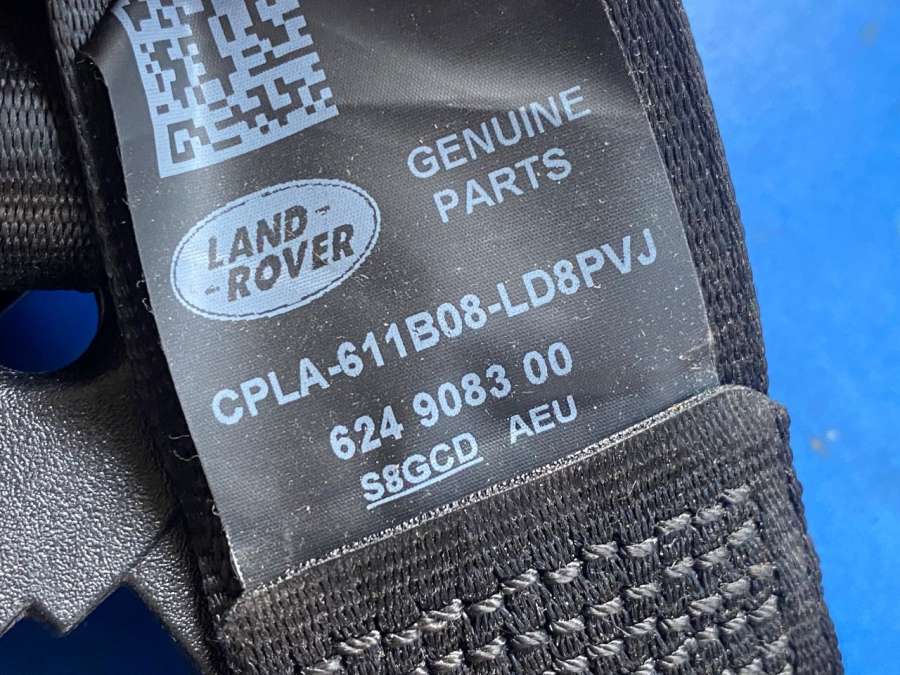 GENUINE
PARTS
LAND-
-ROVER
CPLA-611B08-LD8PVJ
624 9083 00
S8GCD AEU